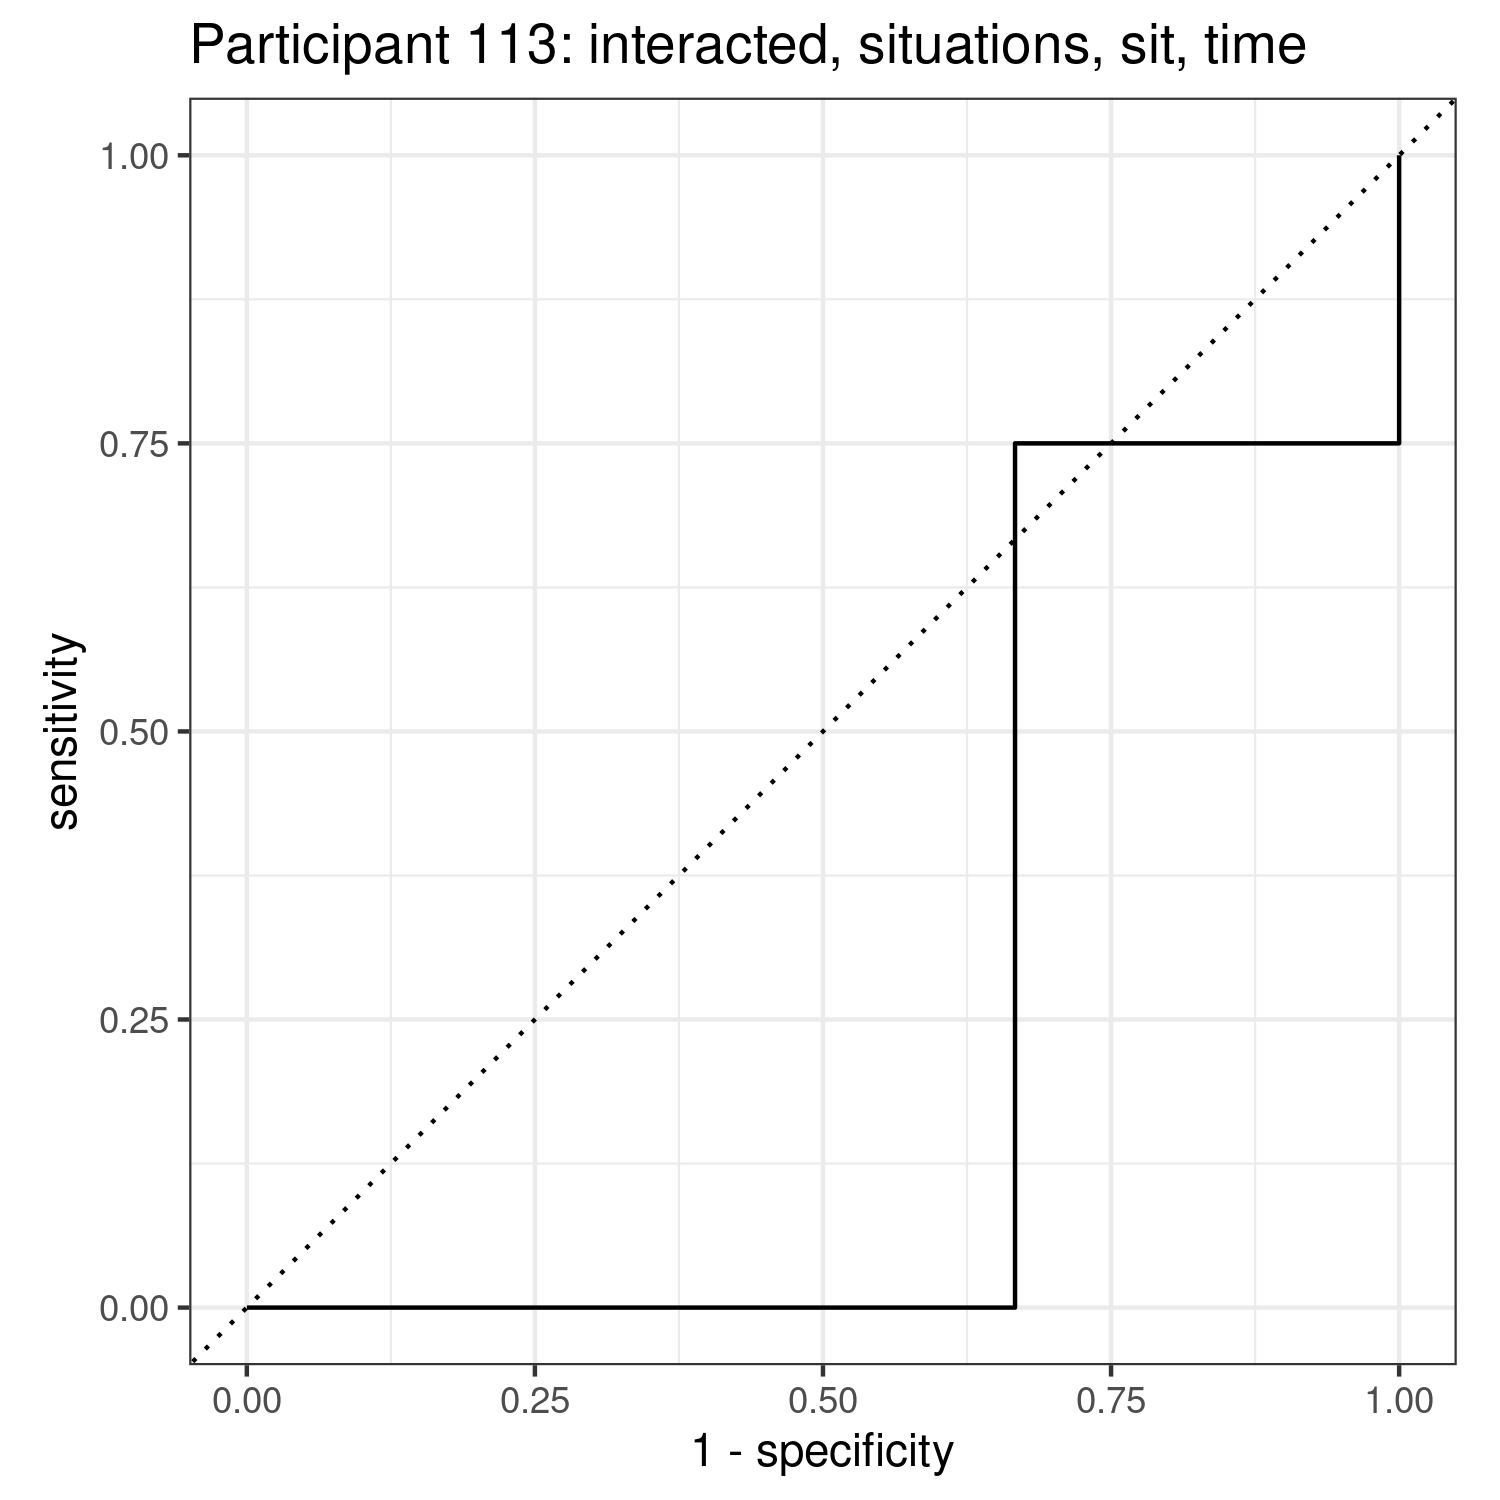 Participant 113: interacted, situations, sit, time
1.00
0.75
0.50
0.25
0.00
sensitivity
0.00 0.25 0.50 0.75 1.00
1 - specificity